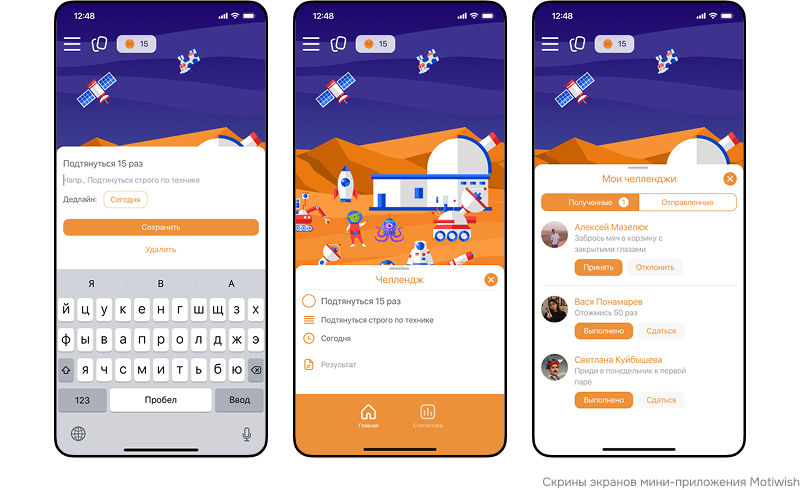 12:48
15
Подтянуться 15 раз
Напр., Подтянуться строго по технике
Дедлайн: Сегодня
Сохранить
Удалить
Я В А
й ц у к е н г ш щ з х
ф ы в а п р о л д ж э
я ч с м и т ь б ю
123 Пробел Ввод
12:48
15
Челлендж
Подтянуться 15 раз
Подтянуться строго по технике
Сегодня
Результат
Главная Статистика
12:48
15
Мои челленджи
Полученные 1 Отправленные
Алексей Мазелюк
Забрось мяч в корзину с
закрытыми глазами
Принять Отклонить
Вася Понамарев
Отожмись 50 раз
Выполнено Сдаться
Светлана Куйбышева
Приди в понедельник к первой
паре
Выполнено Сдаться
Скрины экранов мини-приложения Motiwish